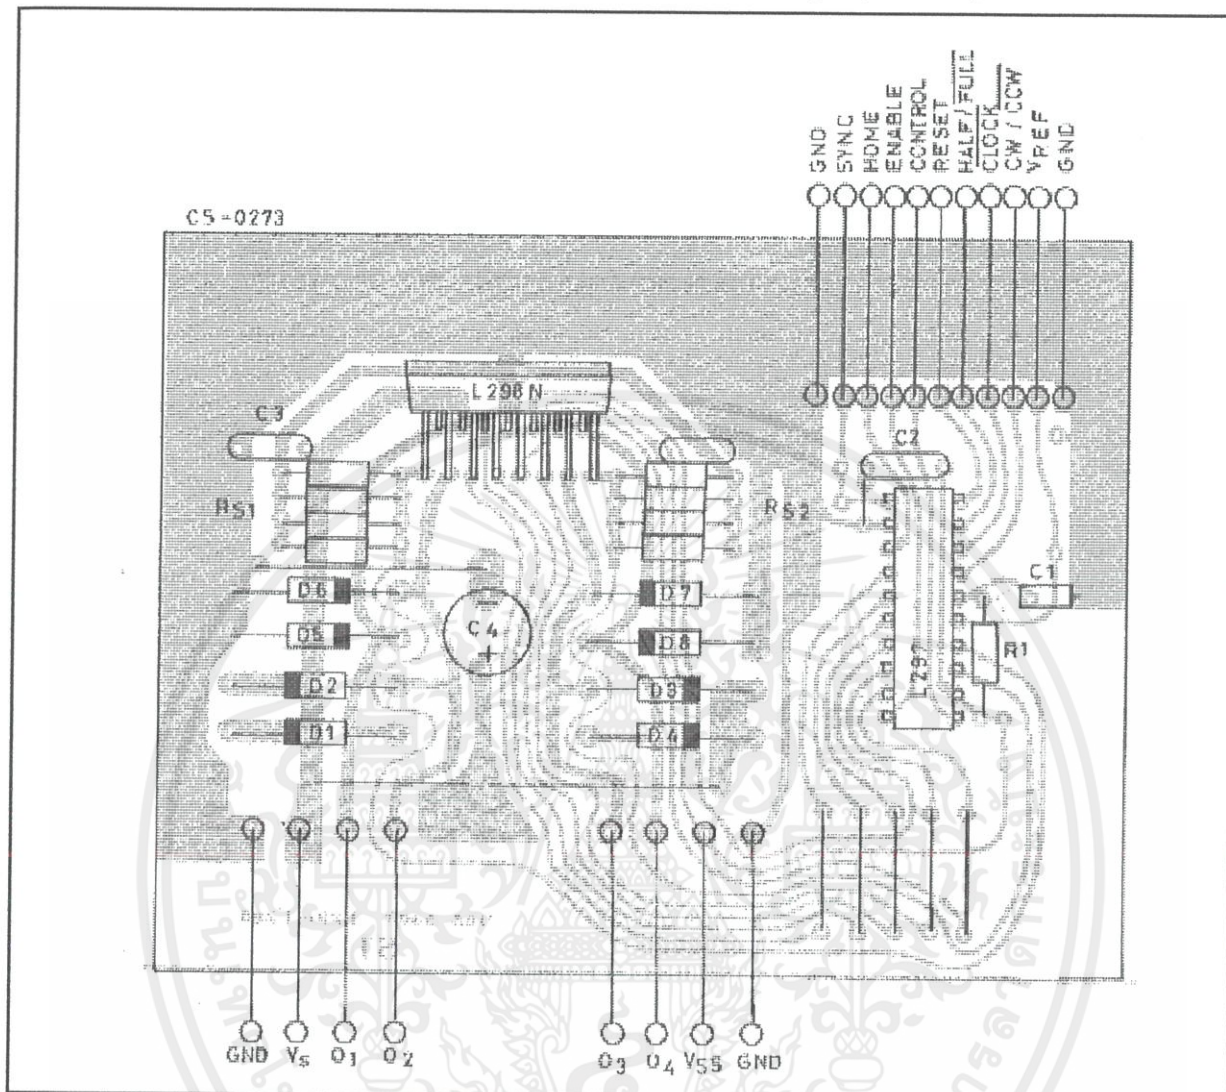 GND
SYNC
HOME
ENABLE
CONTROL
RESET
HALF / FULL
CLOCK
CW / CCW
VREF
GND
CS-0273
L298N
C3
C2
RS1
RS2
D6
D7
C1
D5
C4
+
D8
R1
L297
D2
D3
D1
D4
GND VS O1 O2 O3 O4 VSS GND